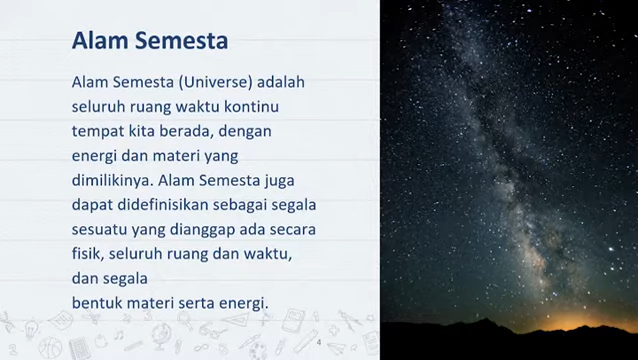 Alam Semesta
Alam Semesta (Universe) adalah
seluruh ruang waktu kontinu
tempat kita berada, dengan
energi dan materi yang
dimilikinya. Alam Semesta juga
dapat didefinisikan sebagai segala
sesuatu yang dianggap ada secara
fisik, seluruh ruang dan waktu,
dan segala
bentuk materi serta energi.
4